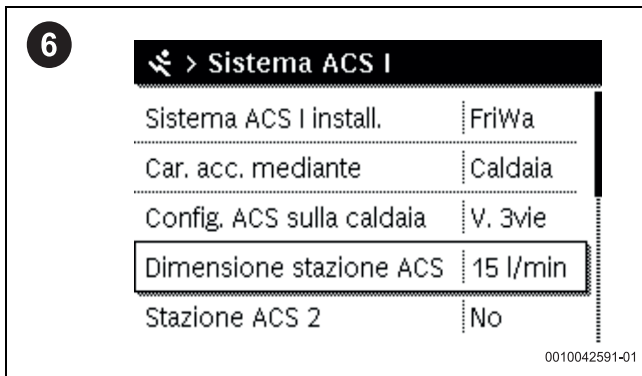 6
> Sistema ACS I
Sistema ACS I install. FriWa
Car. acc. mediante Caldaia
Config. ACS sulla caldaia V. 3vie
Dimensione stazione ACS 15 l/min
Stazione ACS 2 No
0010042591-01